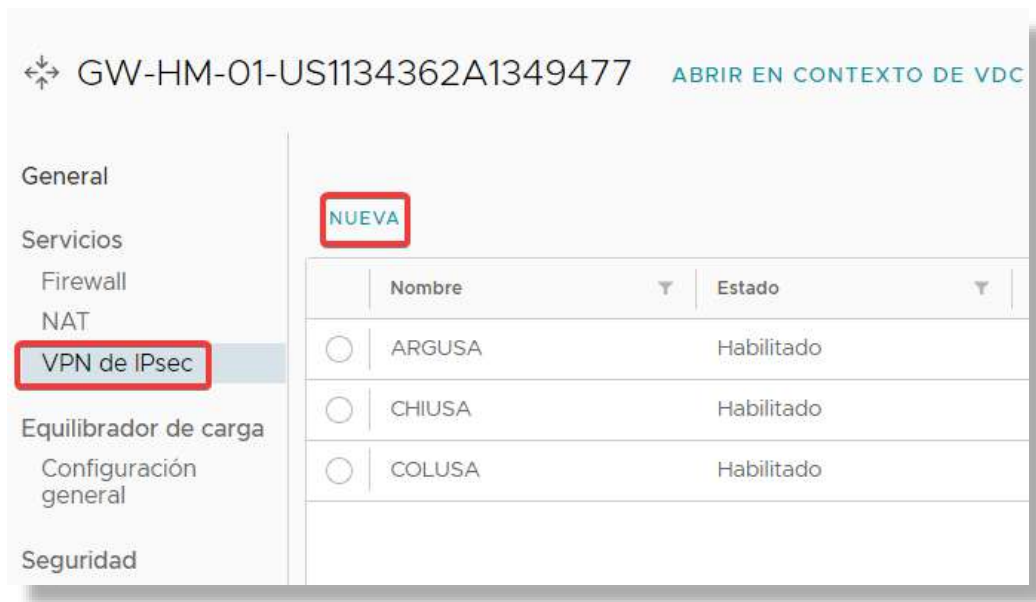 GW-HM-01-US1134362A1349477 ABRIR EN CONTEXTO DE VDC
General
Servicios
Firewall
NAT
VPN de IPsec
Equilibrador de carga
Configuración
general
Seguridad
NUEVA
Nombre Estado
ARGUSA Habilitado
CHIUSA Habilitado
COLUSA Habilitado